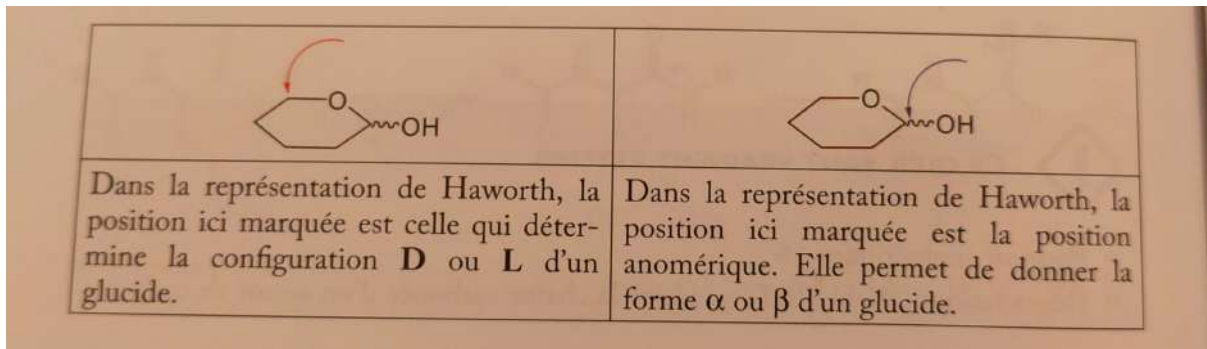 O
OH
Dans la représentation de Haworth, la
position ici marquée est celle qui déter-
mine la configuration D ou L d'un
glucide.
O
OH
Dans la représentation de Haworth, la
position ici marquée est la position
anomérique. Elle permet de donner la
forme α ou β d'un glucide.